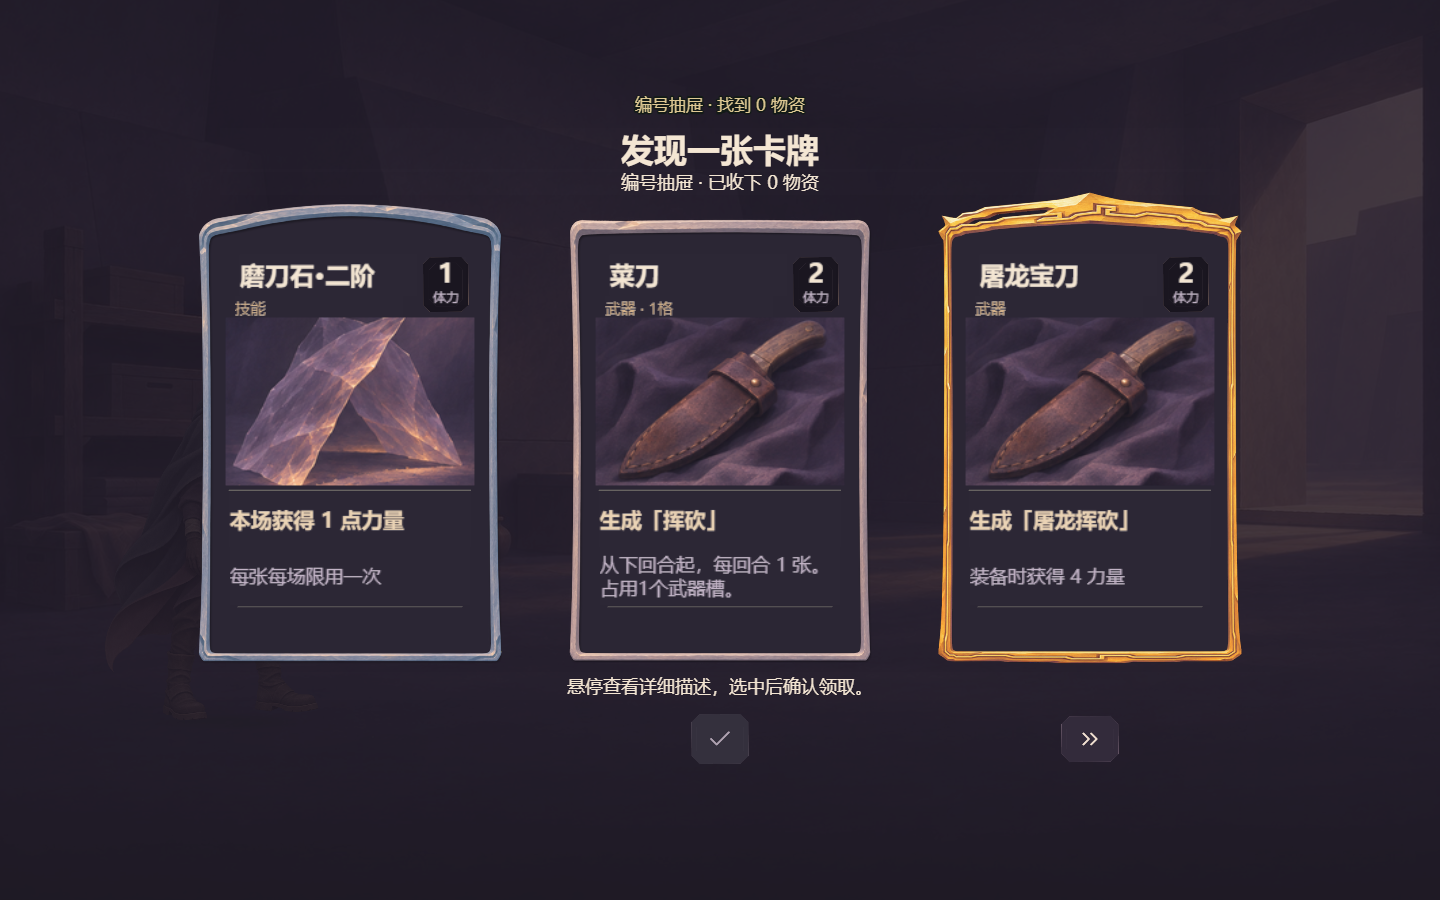 编号抽屉 · 找到 0 物资
发现一张卡牌
编号抽屉 · 已收下 0 物资
磨刀石•二阶
1
体力
技能
本场获得 1 点力量
每张每场限用一次
菜刀
2
体力
武器 · 1格
生成「挥砍」
从下回合起，每回合 1 张。
占用1个武器槽。
屠龙宝刀
2
体力
武器
生成「屠龙挥砍」
装备时获得 4 力量
悬停查看详细描述，选中后确认领取。